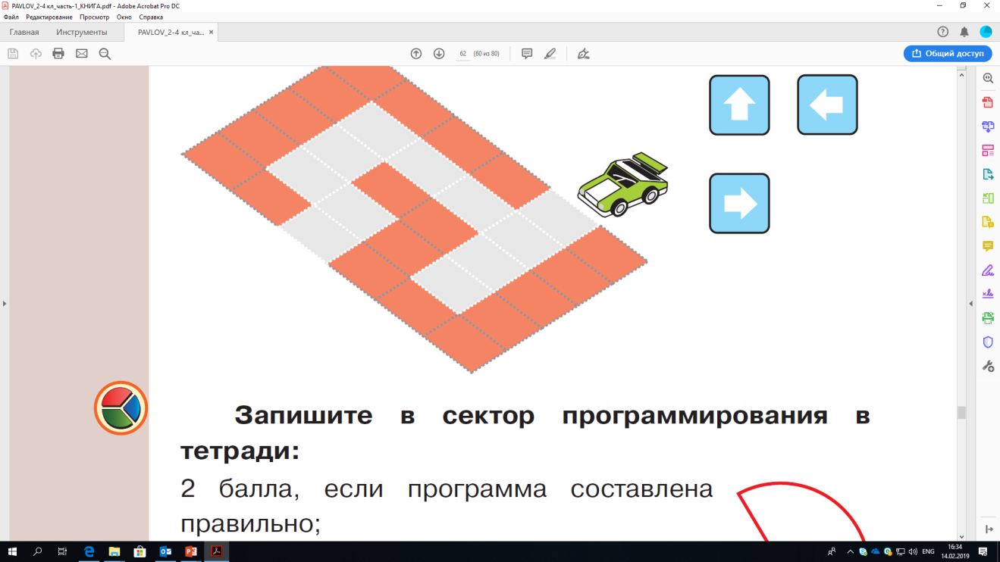 PAVLOV_2-4 кл_часть-1_КНИГА.pdf - Adobe Acrobat Pro DC
Файл Редактирование Просмотр Окно Справка
Главная Инструменты PAVLOV_2-4 кл_ча... ×
62 (60 из 80) Общий доступ
Запишите в сектор программирования в
тетради:
2 балла, если программа составлена
правильно;
ENG 16:34
14.02.2019